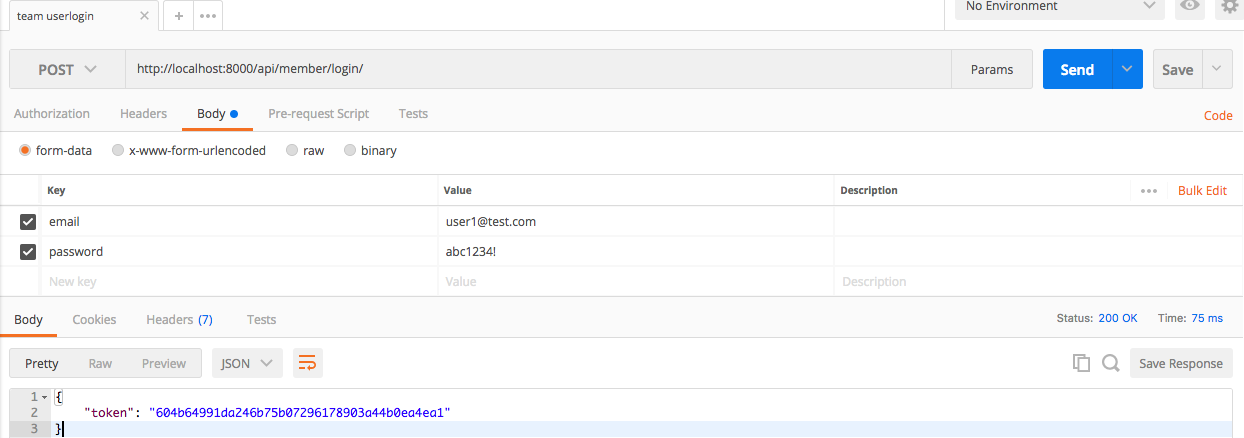 team userlogin
No Environment
POST http://localhost:8000/api/member/login/ Params Send Save
Authorization Headers Body Pre-request Script Tests Code
form-data x-www-form-urlencoded raw binary
Key Value Description Bulk Edit
email user1@test.com
password abc1234!
New key Value Description
Body Cookies Headers (7) Tests Status: 200 OK Time: 75 ms
Pretty Raw Preview JSON Save Response
1 {
2 "token": "604b64991da246b75b07296178903a44b0ea4ea1"
3 }